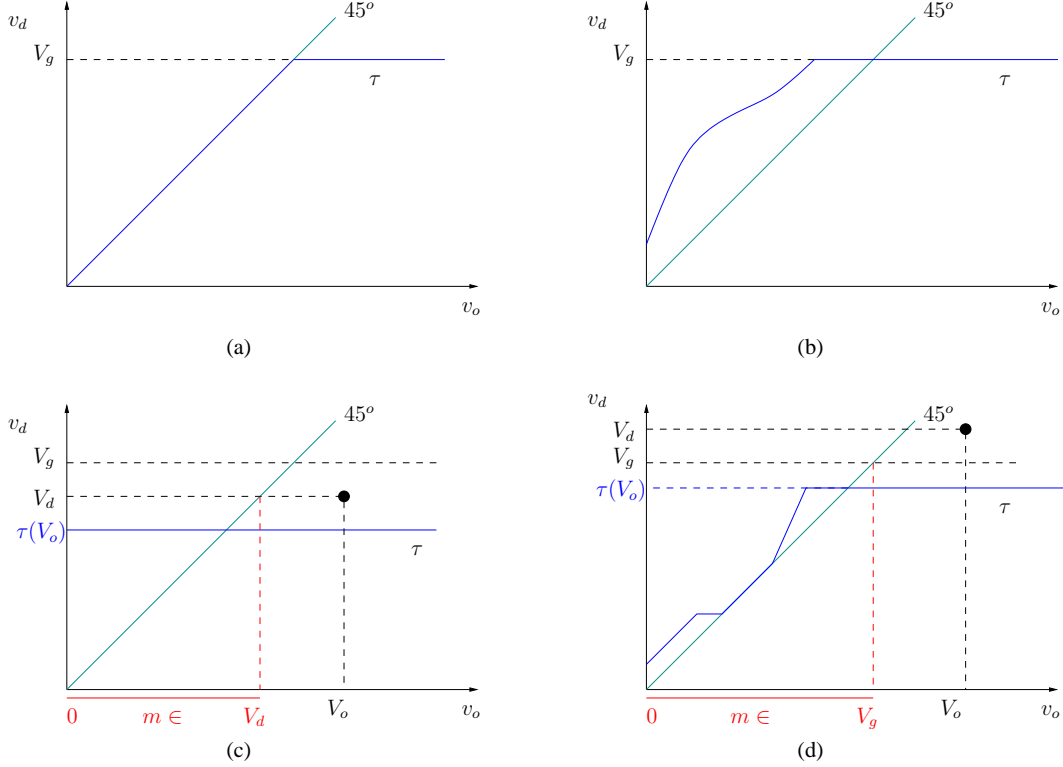 v_d
45^o
V_g
τ
v_o
(a)
v_d
45^o
V_g
τ
v_o
(b)
v_d
45^o
V_g
V_d
τ(V_o)
τ
0
m ∈
V_d
V_o
v_o
(c)
v_d
45^o
V_d
V_g
τ(V_o)
τ
0
m ∈
V_g
V_o
v_o
(d)